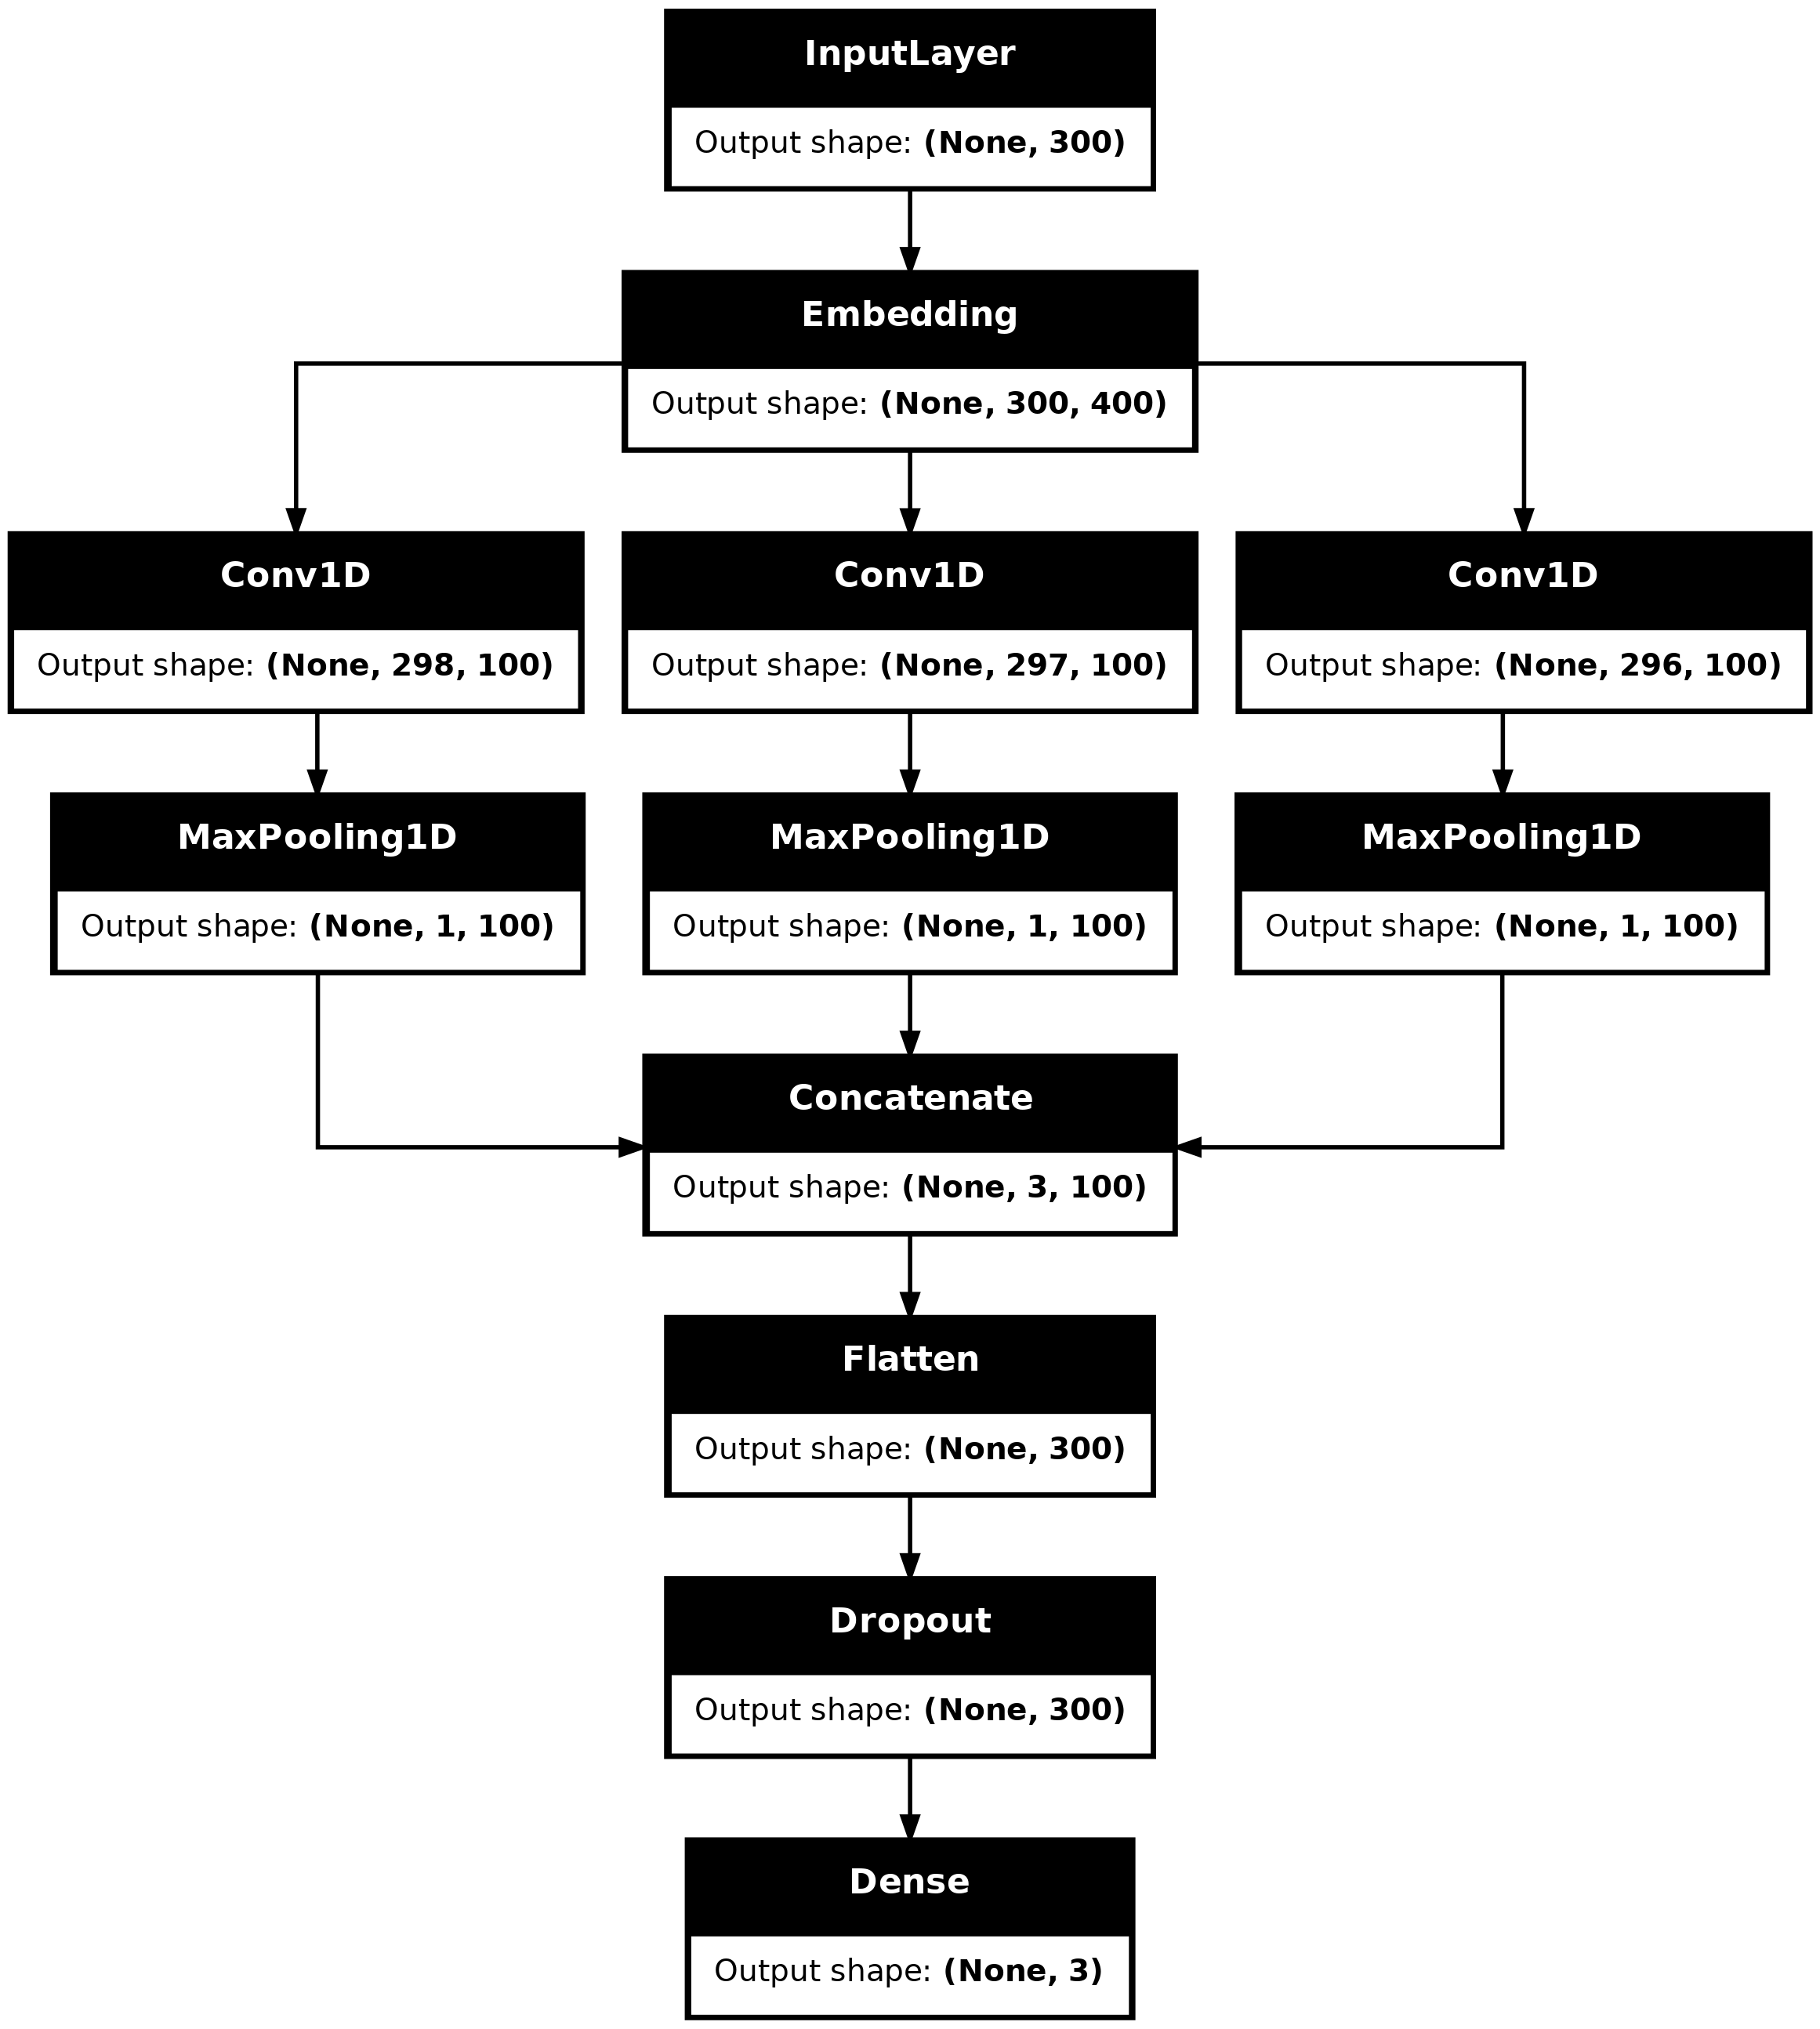 InputLayer
Output shape: (None, 300)
Embedding
Output shape: (None, 300, 400)
Conv1D
Output shape: (None, 298, 100)
Conv1D
Output shape: (None, 297, 100)
Conv1D
Output shape: (None, 296, 100)
MaxPooling1D
Output shape: (None, 1, 100)
MaxPooling1D
Output shape: (None, 1, 100)
MaxPooling1D
Output shape: (None, 1, 100)
Concatenate
Output shape: (None, 3, 100)
Flatten
Output shape: (None, 300)
Dropout
Output shape: (None, 300)
Dense
Output shape: (None, 3)